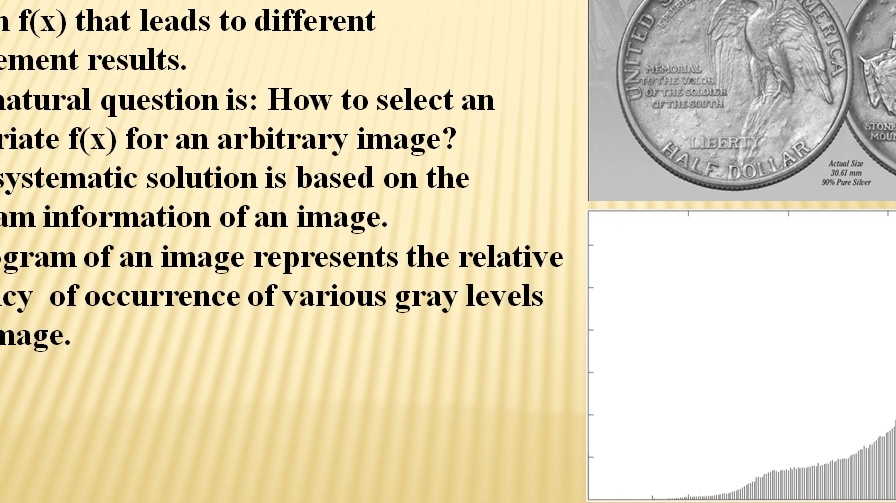 n f(x) that leads to different
ement results.
natural question is: How to select an
riate f(x) for an arbitrary image?
systematic solution is based on the
am information of an image.
gram of an image represents the relative
cy of occurrence of various gray levels
mage.
UNITED S
AMERICA
MEMORIAL
TO THE VALOR
OF THE SOLDIER
OF THE SOUTH
LIBERTY
HALF DOLLAR
STONE
MOUN
Actual Size
30.61 mm
90% Pure Silver